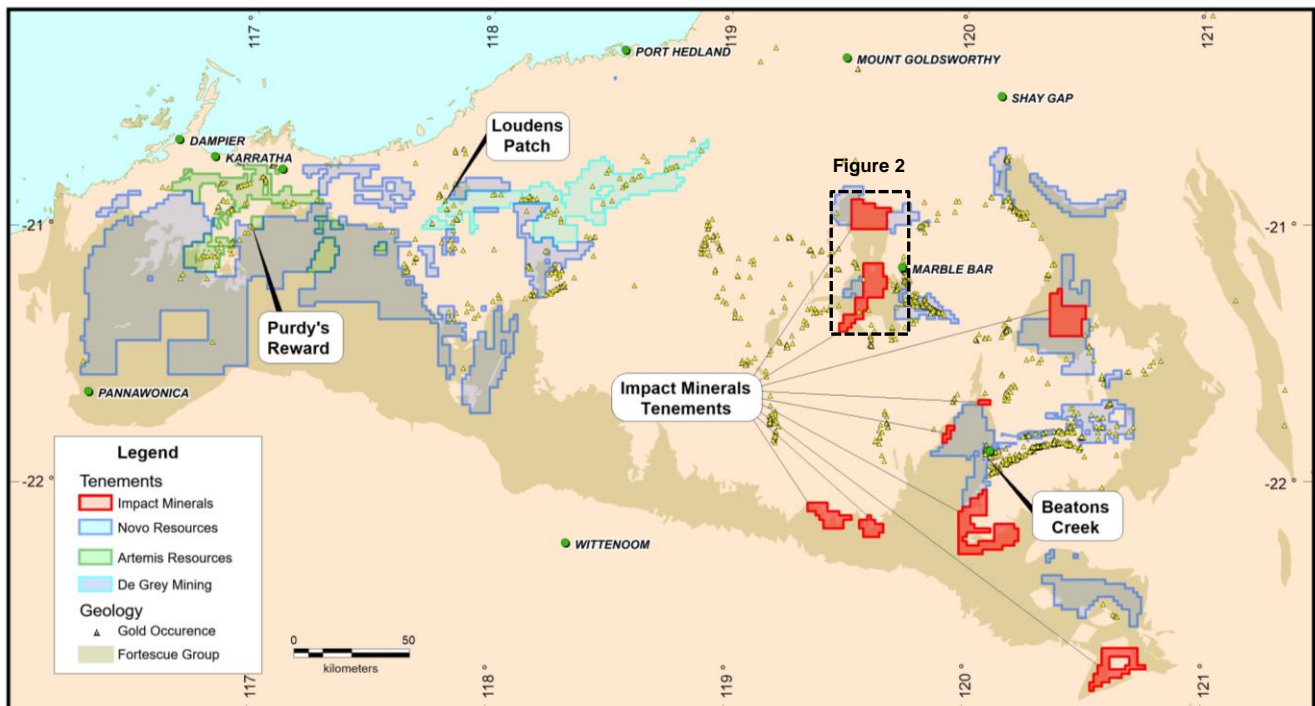 117 °
118 °
119 °
120 °
121 °
PORT HEDLAND
MOUNT GOLDSWORTHY
SHAY GAP
DAMPIER
KARRATHA
Loudens
Patch
Figure 2
-21 °
-21 °
MARBLE BAR
Purdy's
Reward
PANNAWONICA
Impact Minerals
Tenements
Legend
Tenements
Impact Minerals
Novo Resources
Artemis Resources
De Grey Mining
Geology
Gold Occurence
Fortescue Group
-22 °
-22 °
Beatons
Creek
WITTENOOM
0 50
kilometers
117 °
118 °
119 °
120 °
121 °